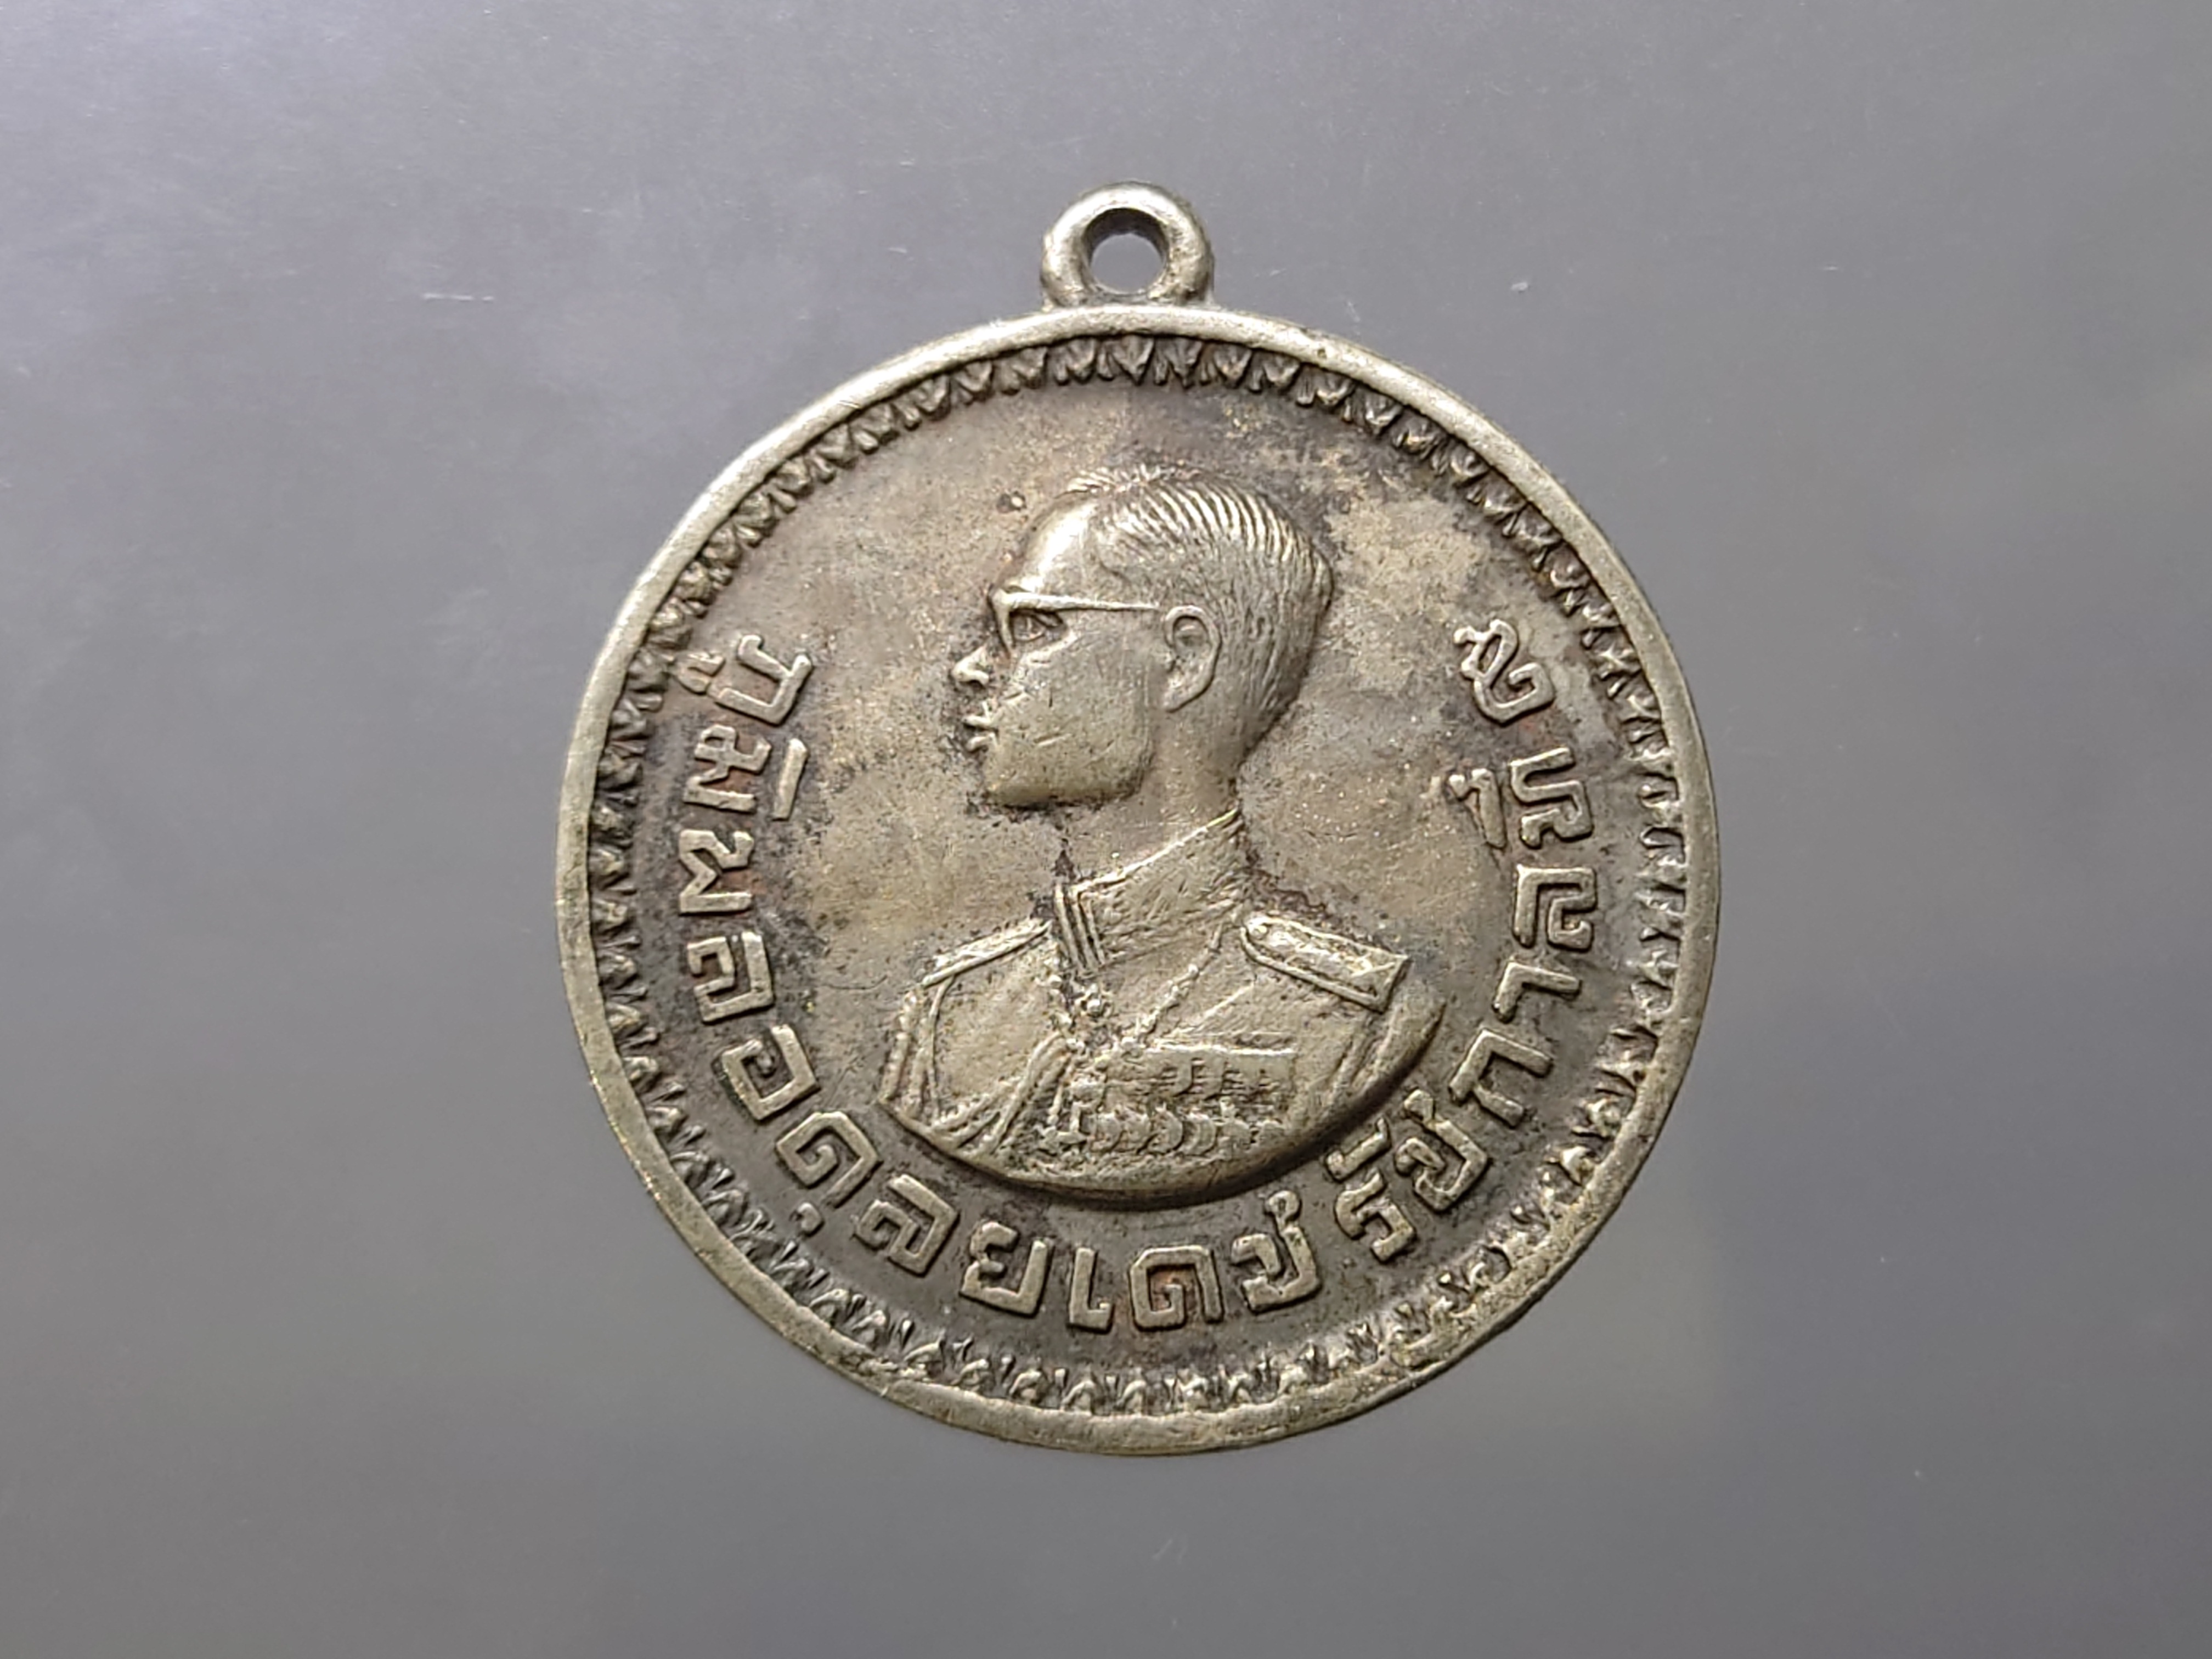 ภูมิพลอดุลยเดช รัชกาลที่ ๙